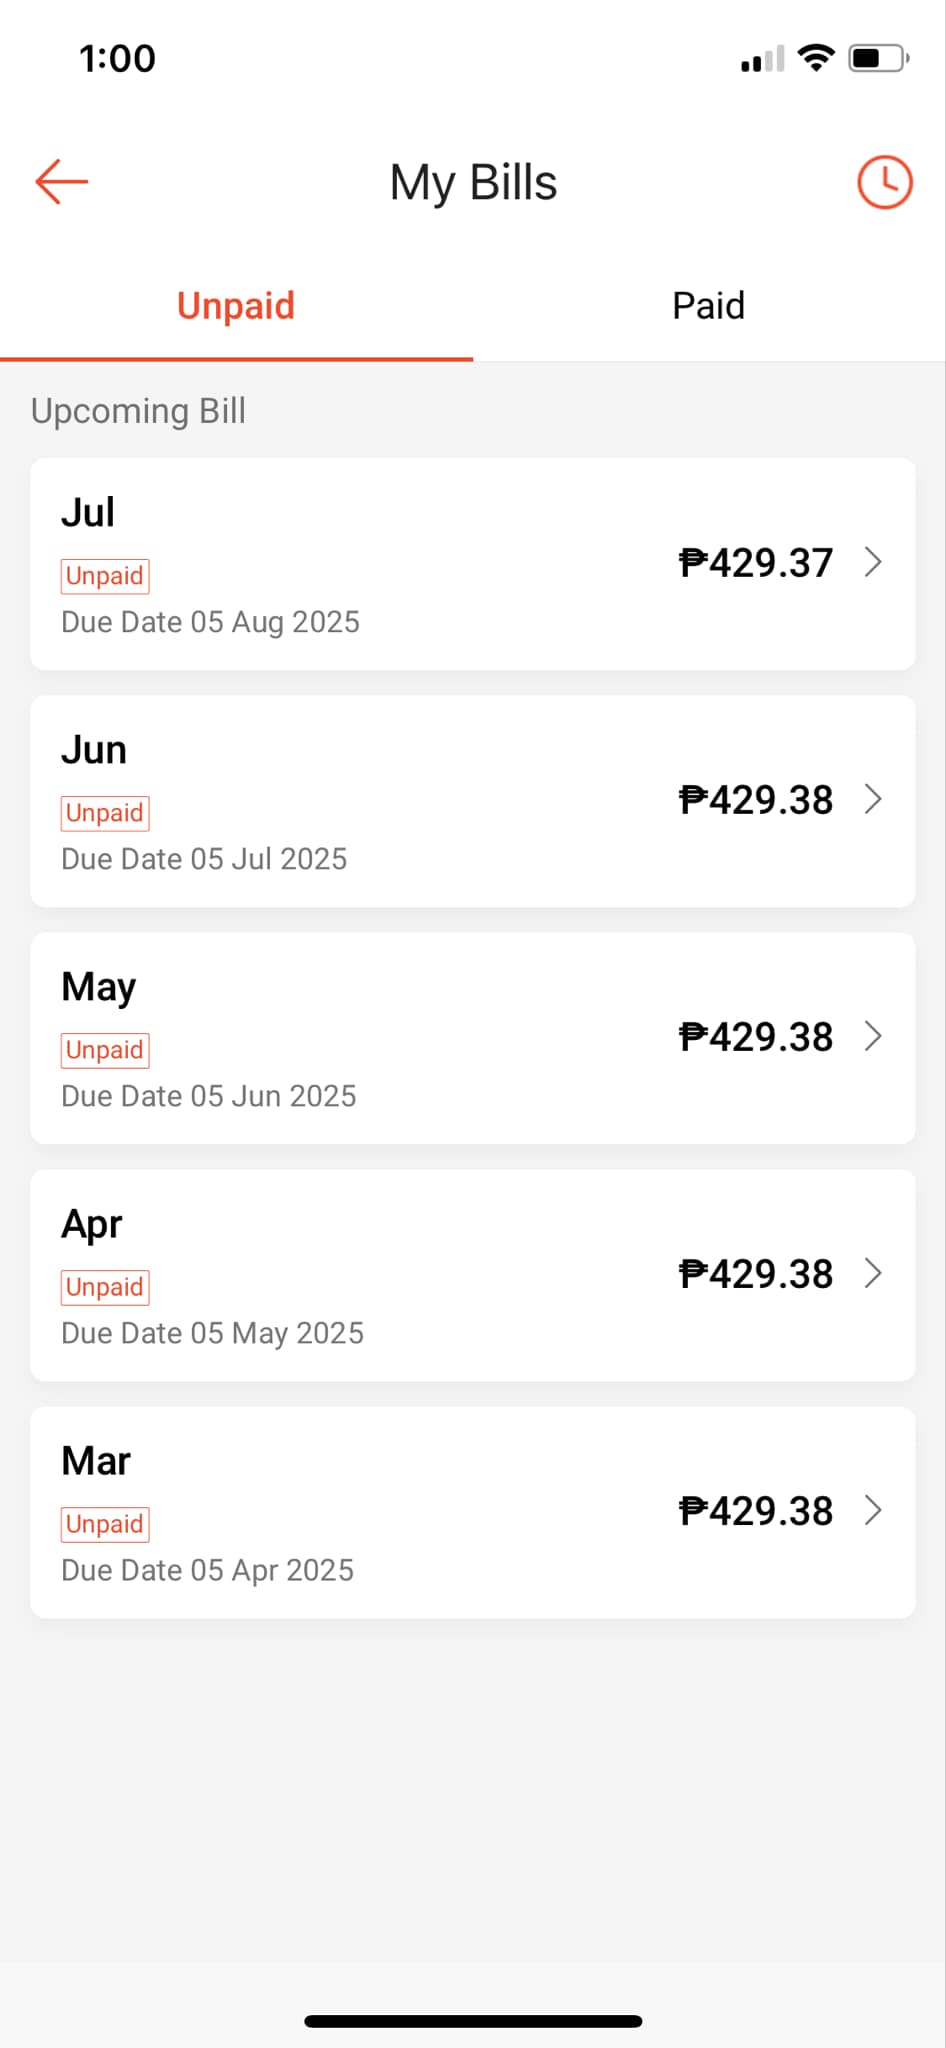 1:00
My Bills
Unpaid
Paid
Upcoming Bill
Jul
Unpaid
Due Date 05 Aug 2025
₱429.37
Jun
Unpaid
Due Date 05 Jul 2025
₱429.38
May
Unpaid
Due Date 05 Jun 2025
₱429.38
Apr
Unpaid
Due Date 05 May 2025
₱429.38
Mar
Unpaid
Due Date 05 Apr 2025
₱429.38